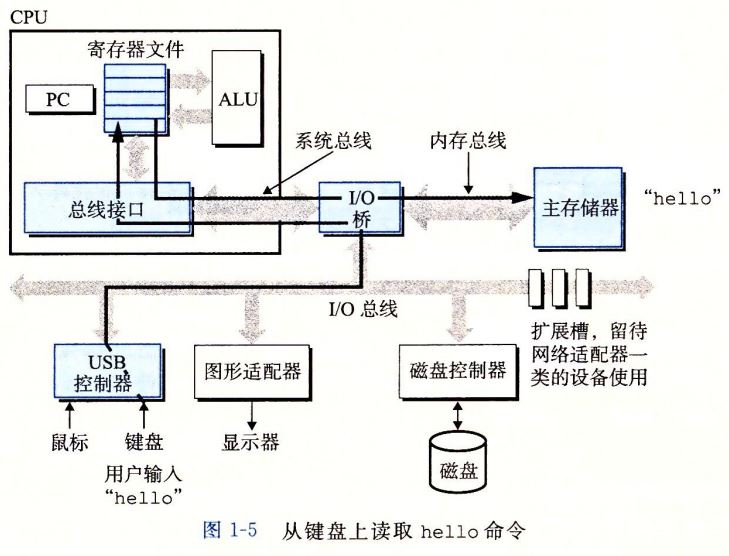 CPU
寄存器文件
PC
ALU
系统总线
内存总线
总线接口
I/O
桥
主存储器
“hello”
I/O 总线
扩展槽，留待
网络适配器一
类的设备使用
USB
控制器
图形适配器
磁盘控制器
鼠标
键盘
显示器
磁盘
用户输入
“hello”
图 1-5 从键盘上读取 hello 命令